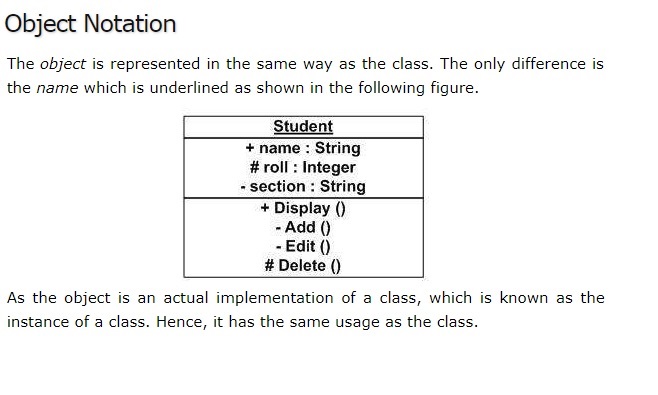 Object Notation
The object is represented in the same way as the class. The only difference is
the name which is underlined as shown in the following figure.
Student
+ name : String
# roll : Integer
- section : String
+ Display ()
- Add ()
- Edit ()
# Delete ()
As the object is an actual implementation of a class, which is known as the
instance of a class. Hence, it has the same usage as the class.